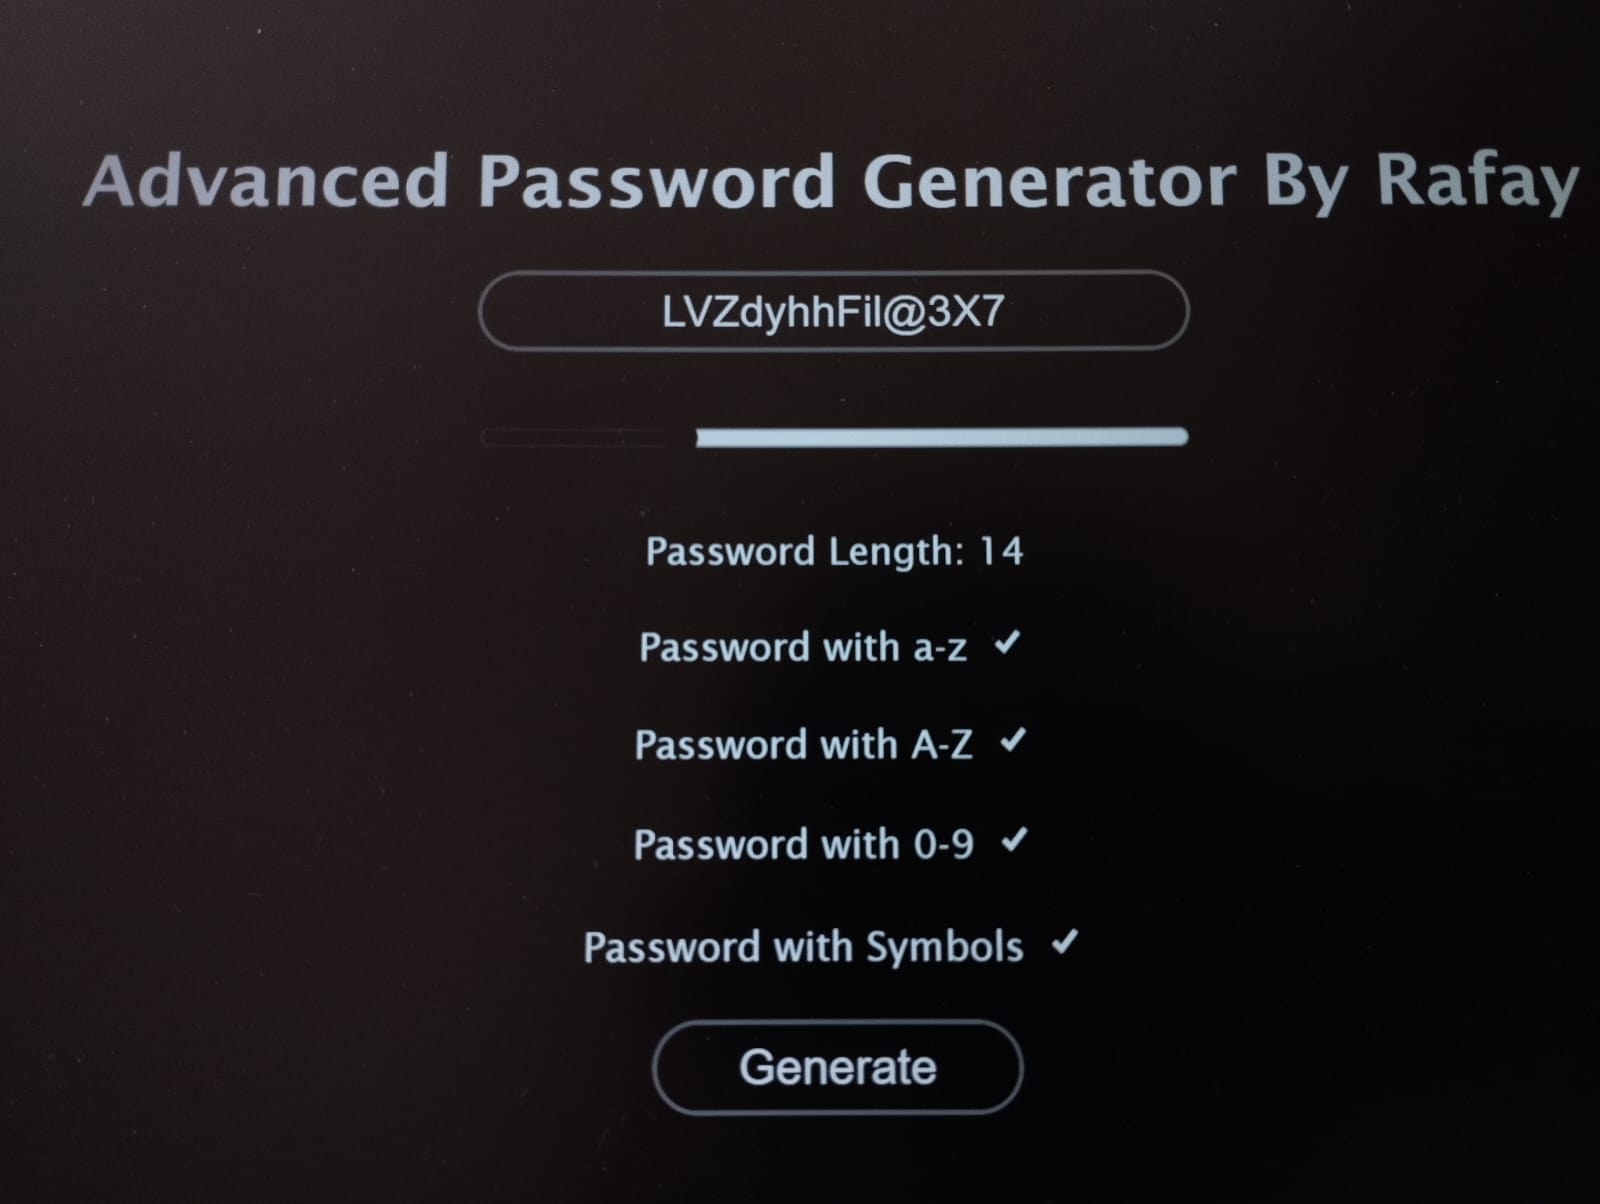 Advanced Password Generator By Rafay
LVZdyhhFil@3X7
Password Length: 14
Password with a-z ✔
Password with A-Z ✔
Password with 0-9 ✔
Password with Symbols ✔
Generate